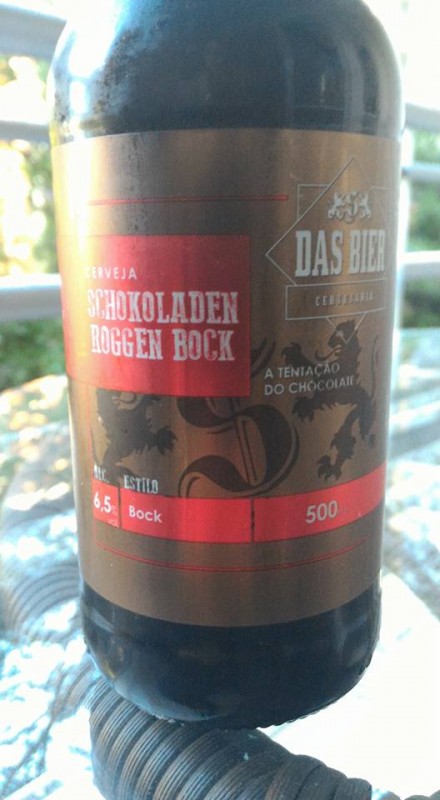 CERVEJA
SCHOKOLADEN
ROGGEN BOCK
DAS BIER
CERVEJARIA
A TENTAÇÃO
DO CHOCOLATE
ALC. ESTILO
6,5% Bock 500